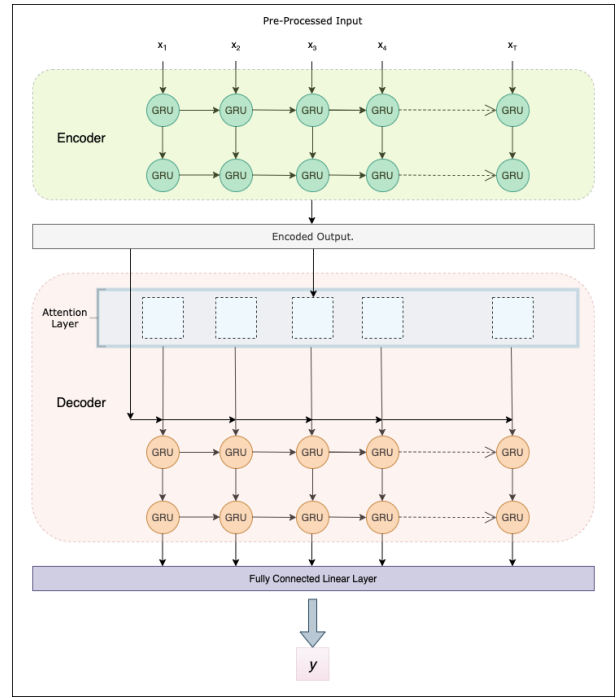 Pre-Processed Input
x1 x2 x3 x4 xT
GRU GRU GRU GRU GRU
Encoder
GRU GRU GRU GRU GRU
Encoded Output.
Attention
Layer
Decoder
GRU GRU GRU GRU GRU
GRU GRU GRU GRU GRU
Fully Connected Linear Layer
y